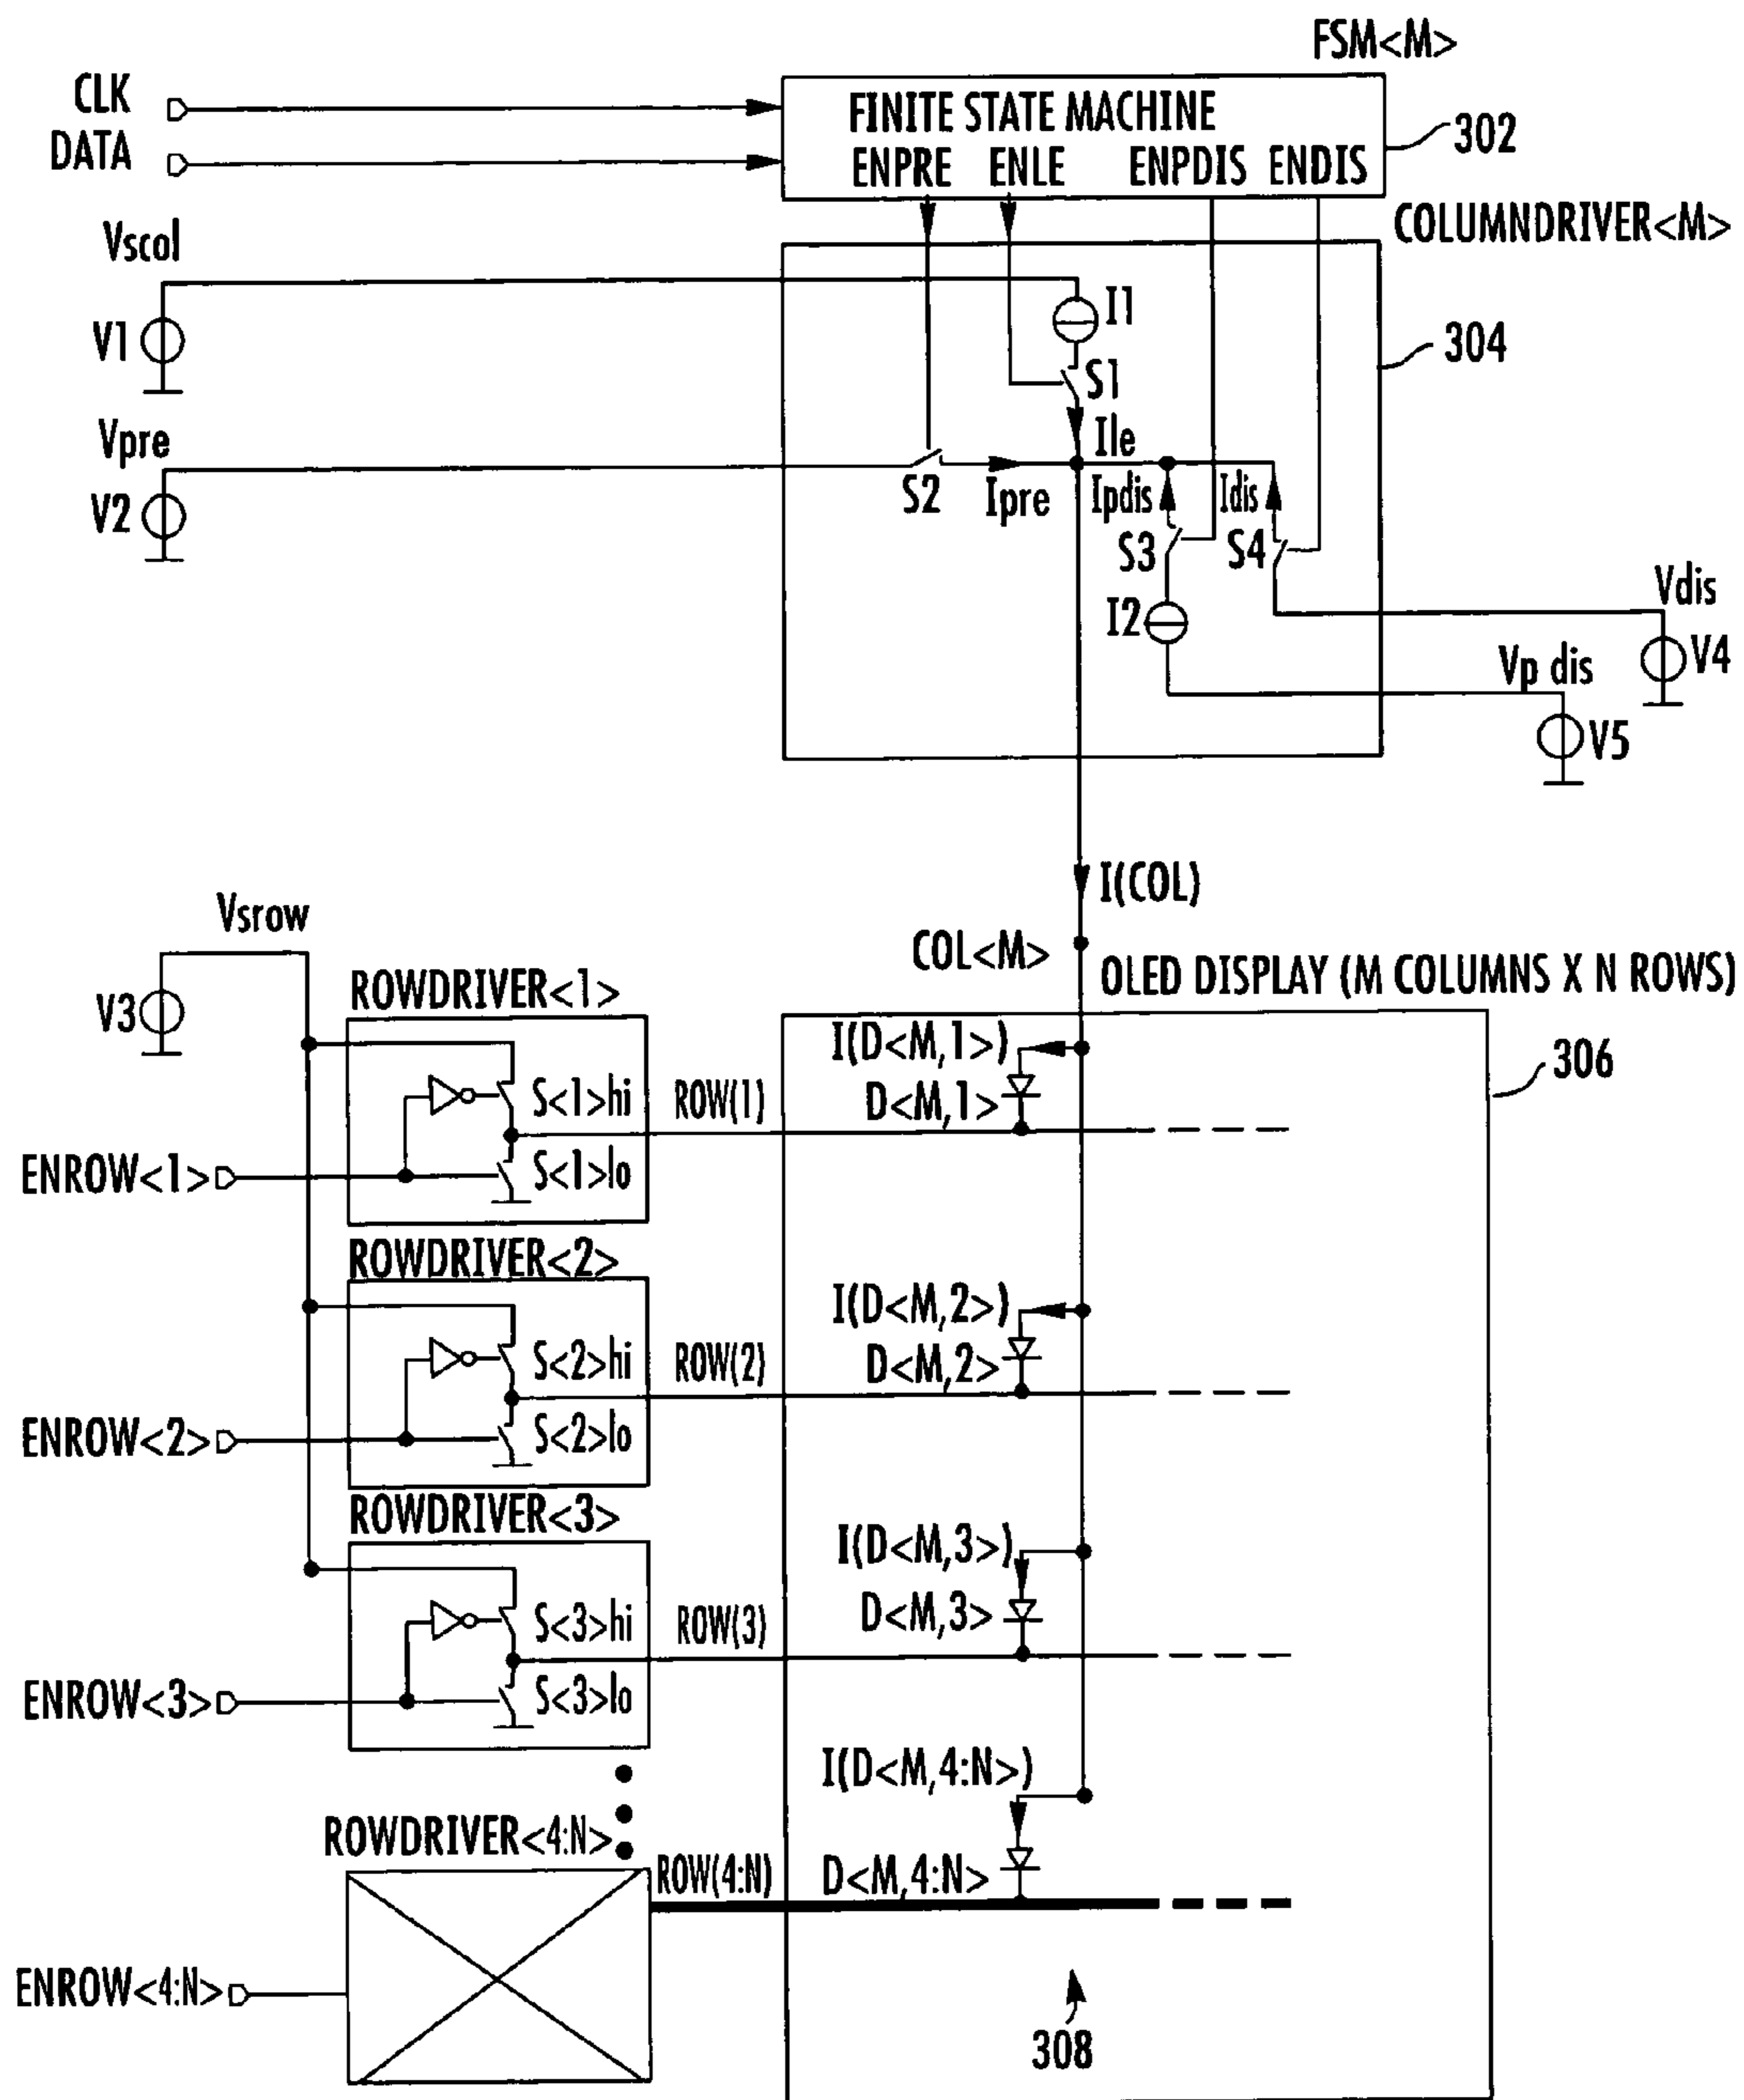 FSM<M>
CLK
DATA
FINITE STATE MACHINE
ENPRE ENLE ENPDIS ENDIS
302
COLUMNDRIVER<M>
Vscol
V1
I1
S1
304
Vpre
V2
S2
Ile
Ipre
Ipdis
Idis
S3
S4
I2
Vdis
V4
Vp dis
V5
I(COL)
COL<M>
OLED DISPLAY (M COLUMNS X N ROWS)
Vsrow
V3
ROWDRIVER<1>
S<1>hi
S<1>lo
ENROW<1>
ROW(1)
I(D<M,1>)
D<M,1>
306
ROWDRIVER<2>
S<2>hi
S<2>lo
ENROW<2>
ROW(2)
I(D<M,2>)
D<M,2>
ROWDRIVER<3>
S<3>hi
S<3>lo
ENROW<3>
ROW(3)
I(D<M,3>)
D<M,3>
ROWDRIVER<4:N>
ENROW<4:N>
ROW(4:N)
I(D<M,4:N>)
D<M,4:N>
308